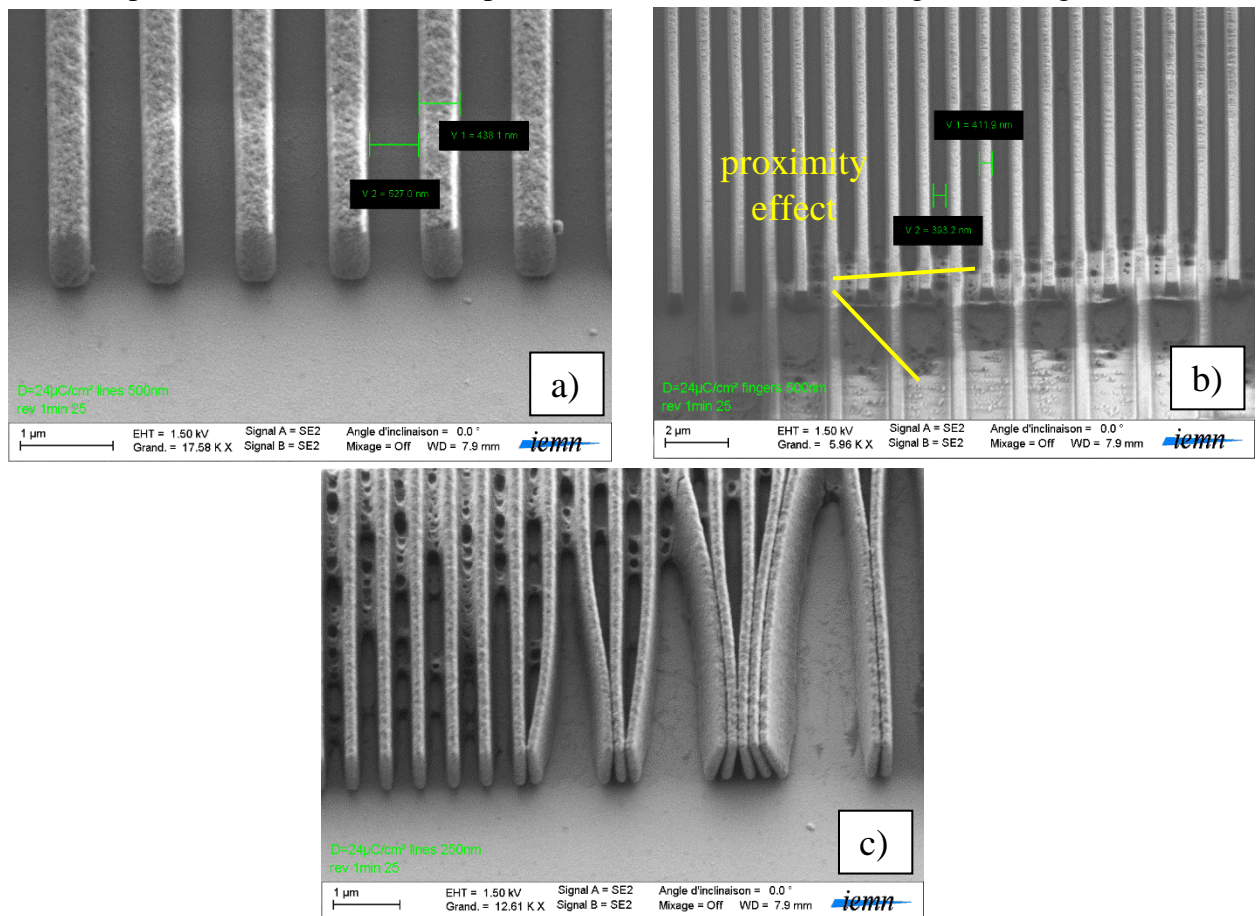 V 1 = 438.1 nm
V 2 = 527.0 nm
D=24µC/cm² lines 500nm
rev 1min 25
a)
1 µm
EHT = 1.50 kV Signal A = SE2 Angle d'inclinaison = 0.0 °
Grand. = 17.58 K X Signal B = SE2 Mixage = Off WD = 7.9 mm
iemn
proximity
effect
V 1 = 411.9 nm
V 2 = 393.2 nm
D=24µC/cm² fingers 500nm
rev 1min 25
b)
2 µm
EHT = 1.50 kV Signal A = SE2 Angle d'inclinaison = 0.0 °
Grand. = 5.96 K X Signal B = SE2 Mixage = Off WD = 7.9 mm
iemn
D=24µC/cm² lines 250nm
rev 1min 25
c)
1 µm
EHT = 1.50 kV Signal A = SE2 Angle d'inclinaison = 0.0 °
Grand. = 12.61 K X Signal B = SE2 Mixage = Off WD = 7.9 mm
iemn